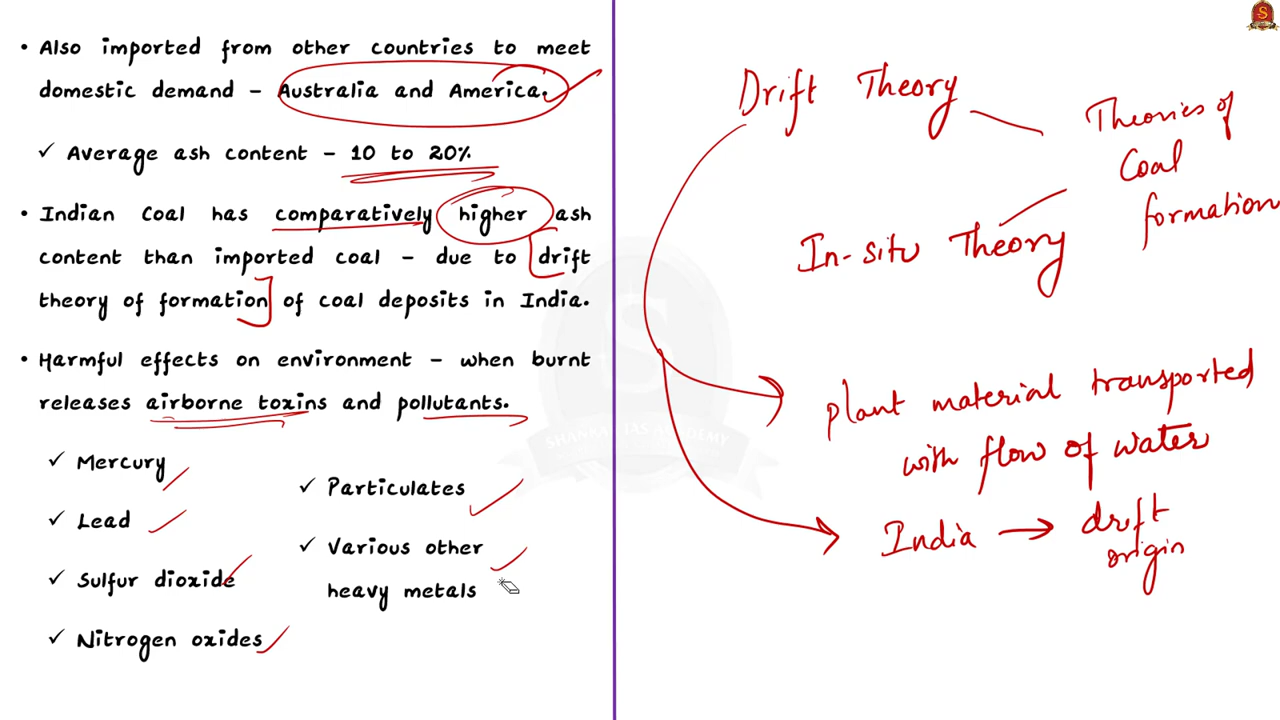 • Also imported from other countries to meet
domestic demand – Australia and America.
✓ Average ash content – 10 to 20%
• Indian Coal has comparatively higher ash
content than imported coal – due to drift
theory of formation of coal deposits in India.
• Harmful effects on environment – when burnt
releases airborne toxins and pollutants.
✓ Mercury
✓ Lead
✓ Sulfur dioxide
✓ Nitrogen oxides
✓ Particulates
✓ Various other
heavy metals
Drift Theory
Theories of
Coal
formation
In-situ Theory
plant material transported
with flow of water
India → drift
origin
SHANKAR IAS ACADEMY